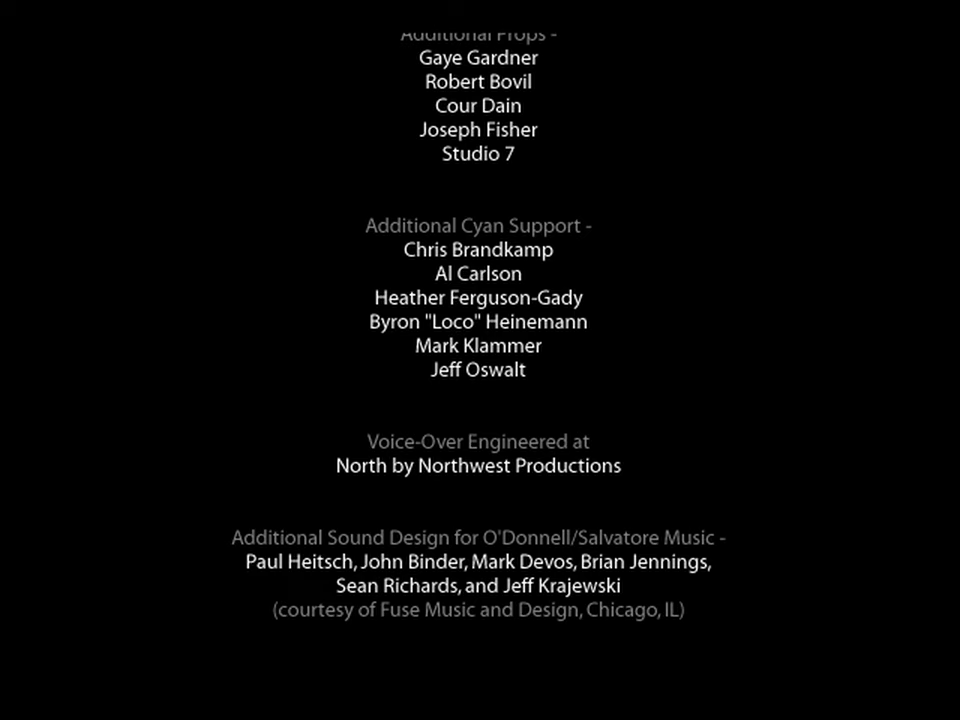 Additional Props -
Gaye Gardner
Robert Bovil
Cour Dain
Joseph Fisher
Studio 7
Additional Cyan Support -
Chris Brandkamp
Al Carlson
Heather Ferguson-Gady
Byron "Loco" Heinemann
Mark Klammer
Jeff Oswalt
Voice-Over Engineered at
North by Northwest Productions
Additional Sound Design for O'Donnell/Salvatore Music -
Paul Heitsch, John Binder, Mark Devos, Brian Jennings,
Sean Richards, and Jeff Krajewski
(courtesy of Fuse Music and Design, Chicago, IL)